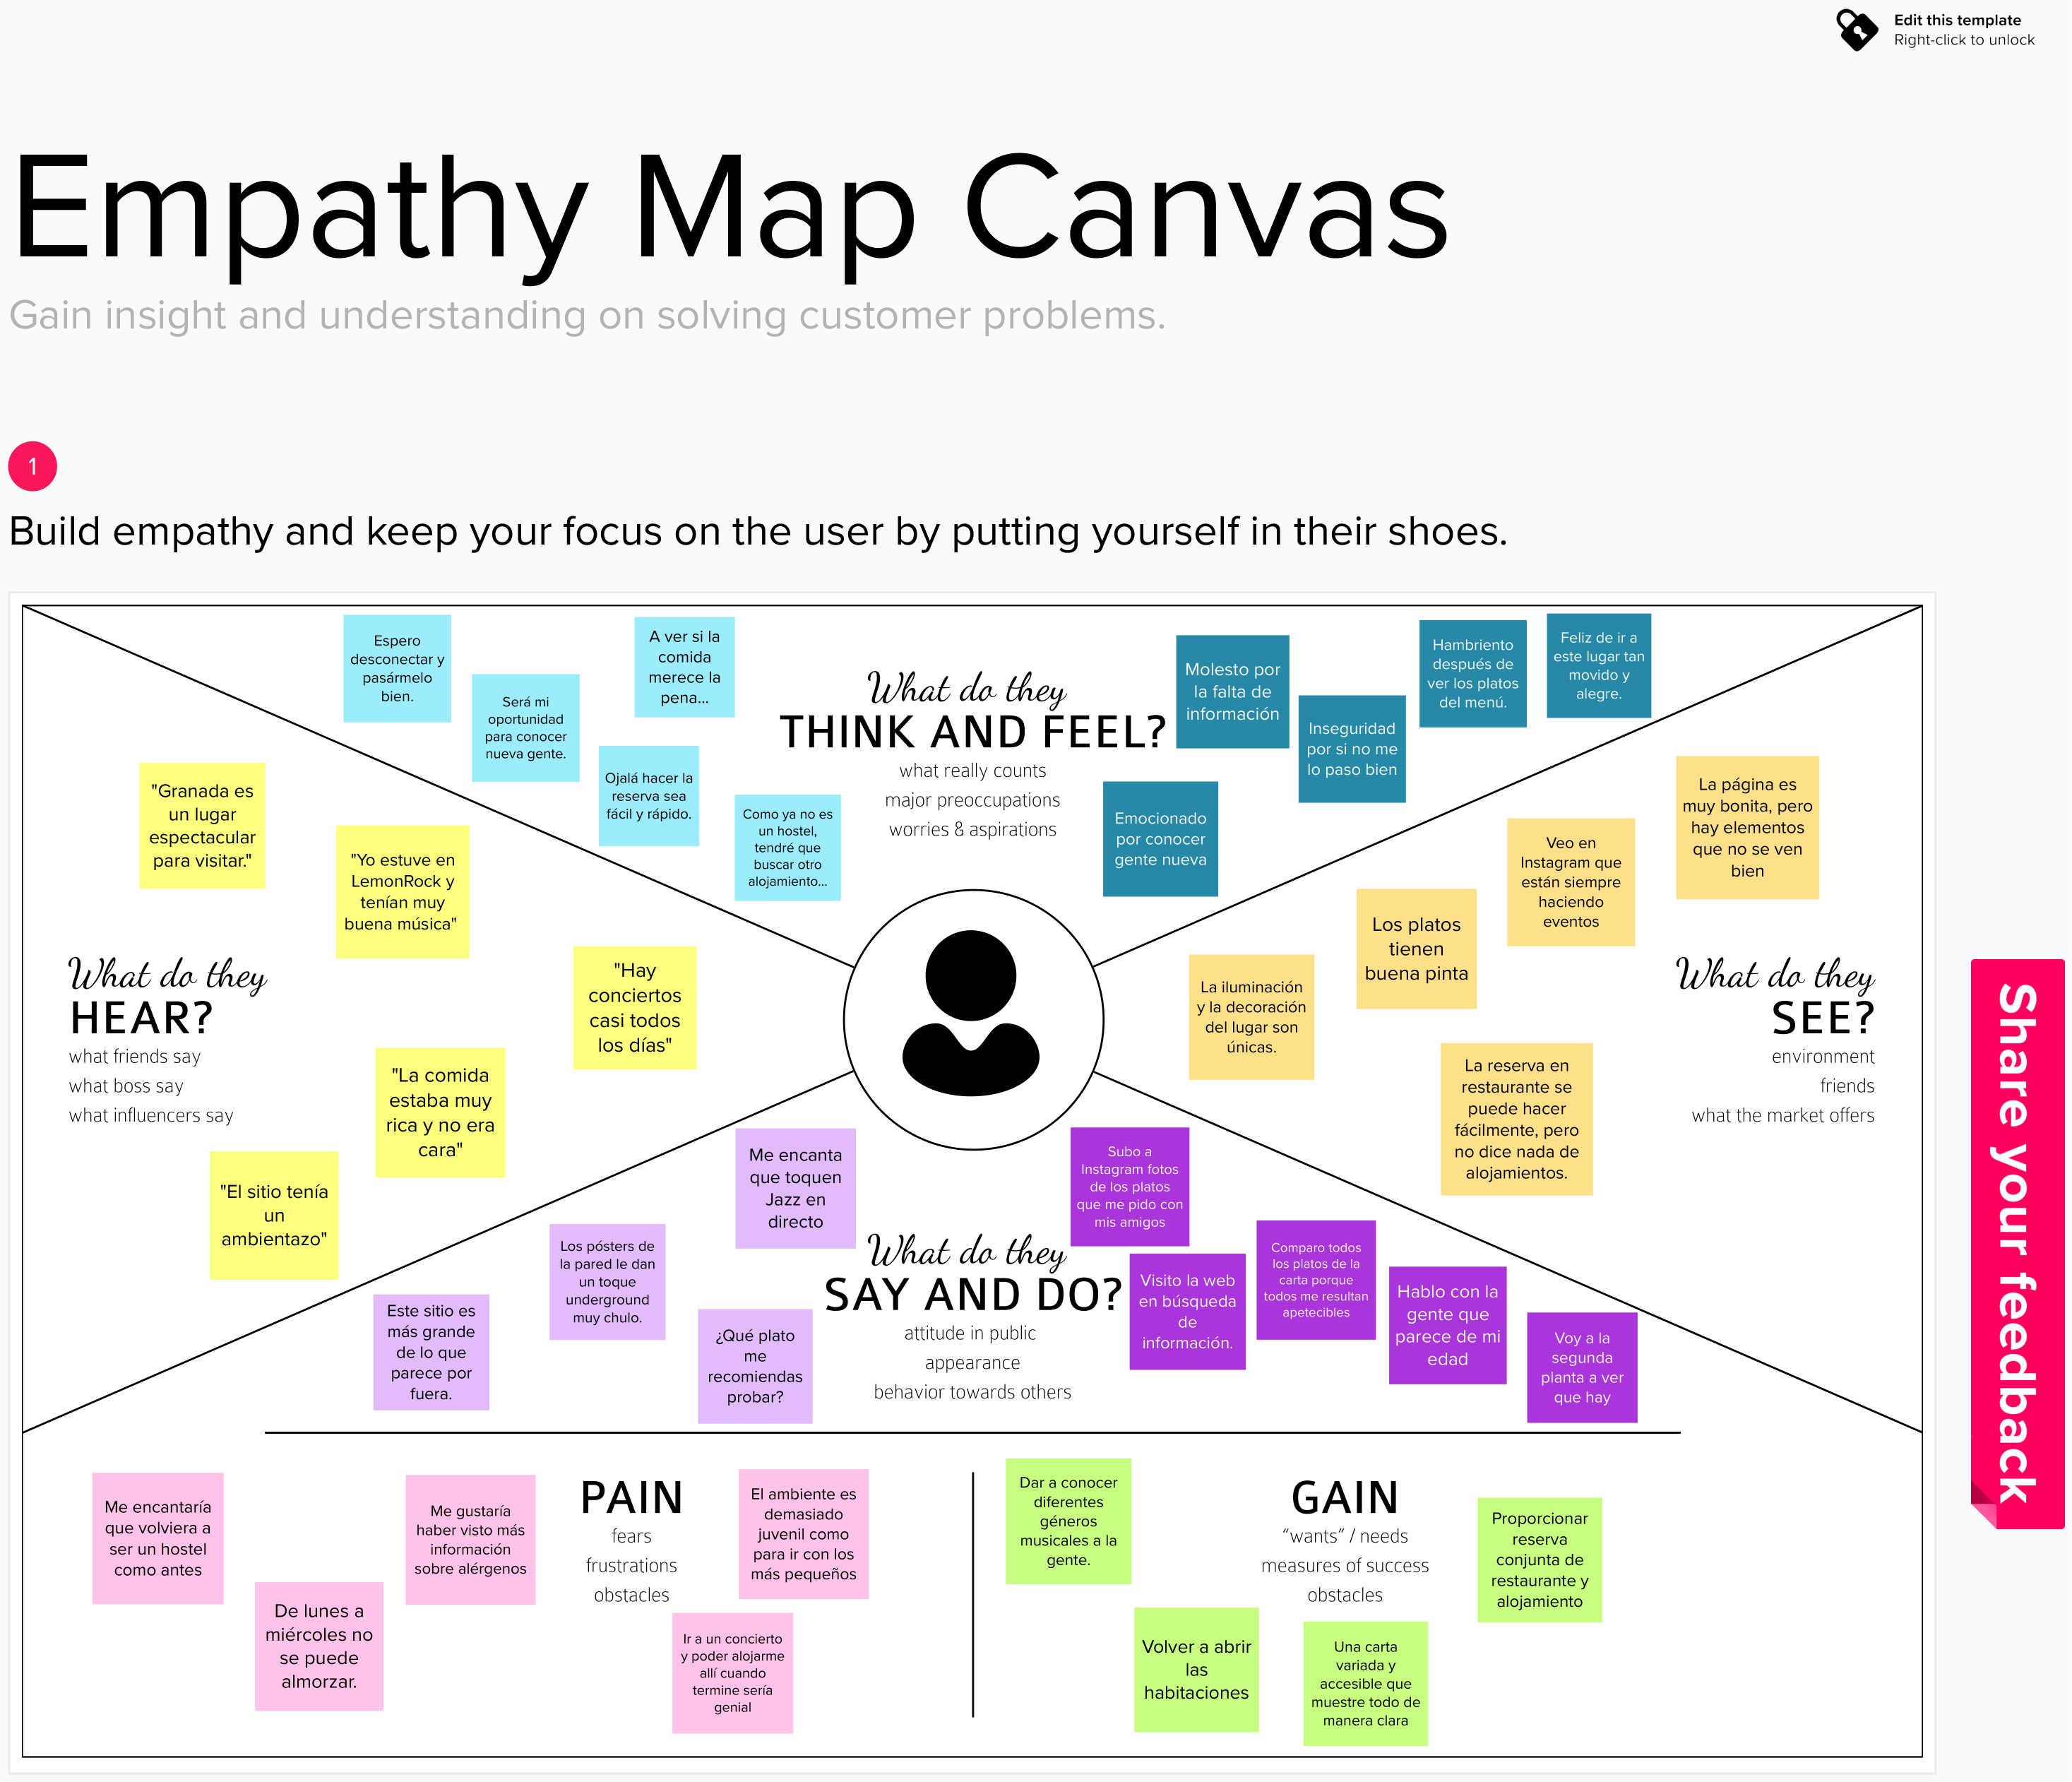 Edit this template
Right-click to unlock
Empathy Map Canvas
Gain insight and understanding on solving customer problems.
1
Build empathy and keep your focus on the user by putting yourself in their shoes.
Espero
desconectar y
pasármelo
bien.
Será mi
oportunidad
para conocer
nueva gente.
A ver si la
comida
merece la
pena...
Ojalá hacer la
reserva sea
fácil y rápido.
Como ya no es
un hostel,
tendré que
buscar otro
alojamiento...
What do they
THINK AND FEEL?
what really counts
major preoccupations
worries & aspirations
Molesto por
la falta de
información
Inseguridad
por si no me
lo paso bien
Hambriento
después de
ver los platos
del menú.
Feliz de ir a
este lugar tan
movido y
alegre.
Emocionado
por conocer
gente nueva
"Granada es
un lugar
espectacular
para visitar."
"Yo estuve en
LemonRock y
tenían muy
buena música"
"Hay
conciertos
casi todos
los días"
What do they
HEAR?
what friends say
what boss say
what influencers say
"La comida
estaba muy
rica y no era
cara"
"El sitio tenía
un
ambientazo"
La página es
muy bonita, pero
hay elementos
que no se ven
bien
Veo en
Instagram que
están siempre
haciendo
eventos
Los platos
tienen
buena pinta
La iluminación
y la decoración
del lugar son
únicas.
What do they
SEE?
environment
friends
what the market offers
La reserva en
restaurante se
puede hacer
fácilmente, pero
no dice nada de
alojamientos.
Me encanta
que toquen
Jazz en
directo
Los pósters de
la pared le dan
un toque
underground
muy chulo.
Este sitio es
más grande
de lo que
parece por
fuera.
¿Qué plato
me
recomiendas
probar?
What do they
SAY AND DO?
attitude in public
appearance
behavior towards others
Subo a
Instagram fotos
de los platos
que me pido con
mis amigos
Visito la web
en búsqueda
de
información.
Comparo todos
los platos de la
carta porque
todos me resultan
apetecibles
Hablo con la
gente que
parece de mi
edad
Voy a la
segunda
planta a ver
que hay
Share your feedback
Me encantaría
que volviera a
ser un hostel
como antes
De lunes a
miércoles no
se puede
almorzar.
Me gustaría
haber visto más
información
sobre alérgenos
PAIN
fears
frustrations
obstacles
El ambiente es
demasiado
juvenil como
para ir con los
más pequeños
Ir a un concierto
y poder alojarme
allí cuando
termine sería
genial
Dar a conocer
diferentes
géneros
musicales a la
gente.
GAIN
“wants” / needs
measures of success
obstacles
Proporcionar
reserva
conjunta de
restaurante y
alojamiento
Volver a abrir
las
habitaciones
Una carta
variada y
accesible que
muestre todo de
manera clara